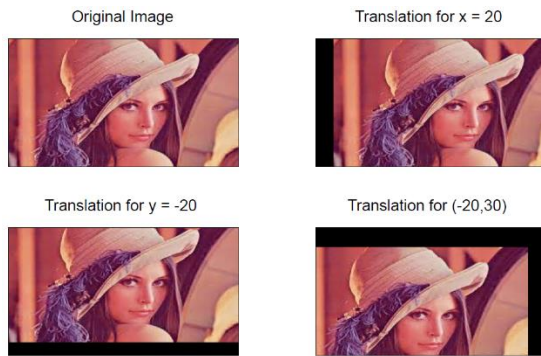 Original Image
Translation for x = 20
Translation for y = -20
Translation for (-20,30)